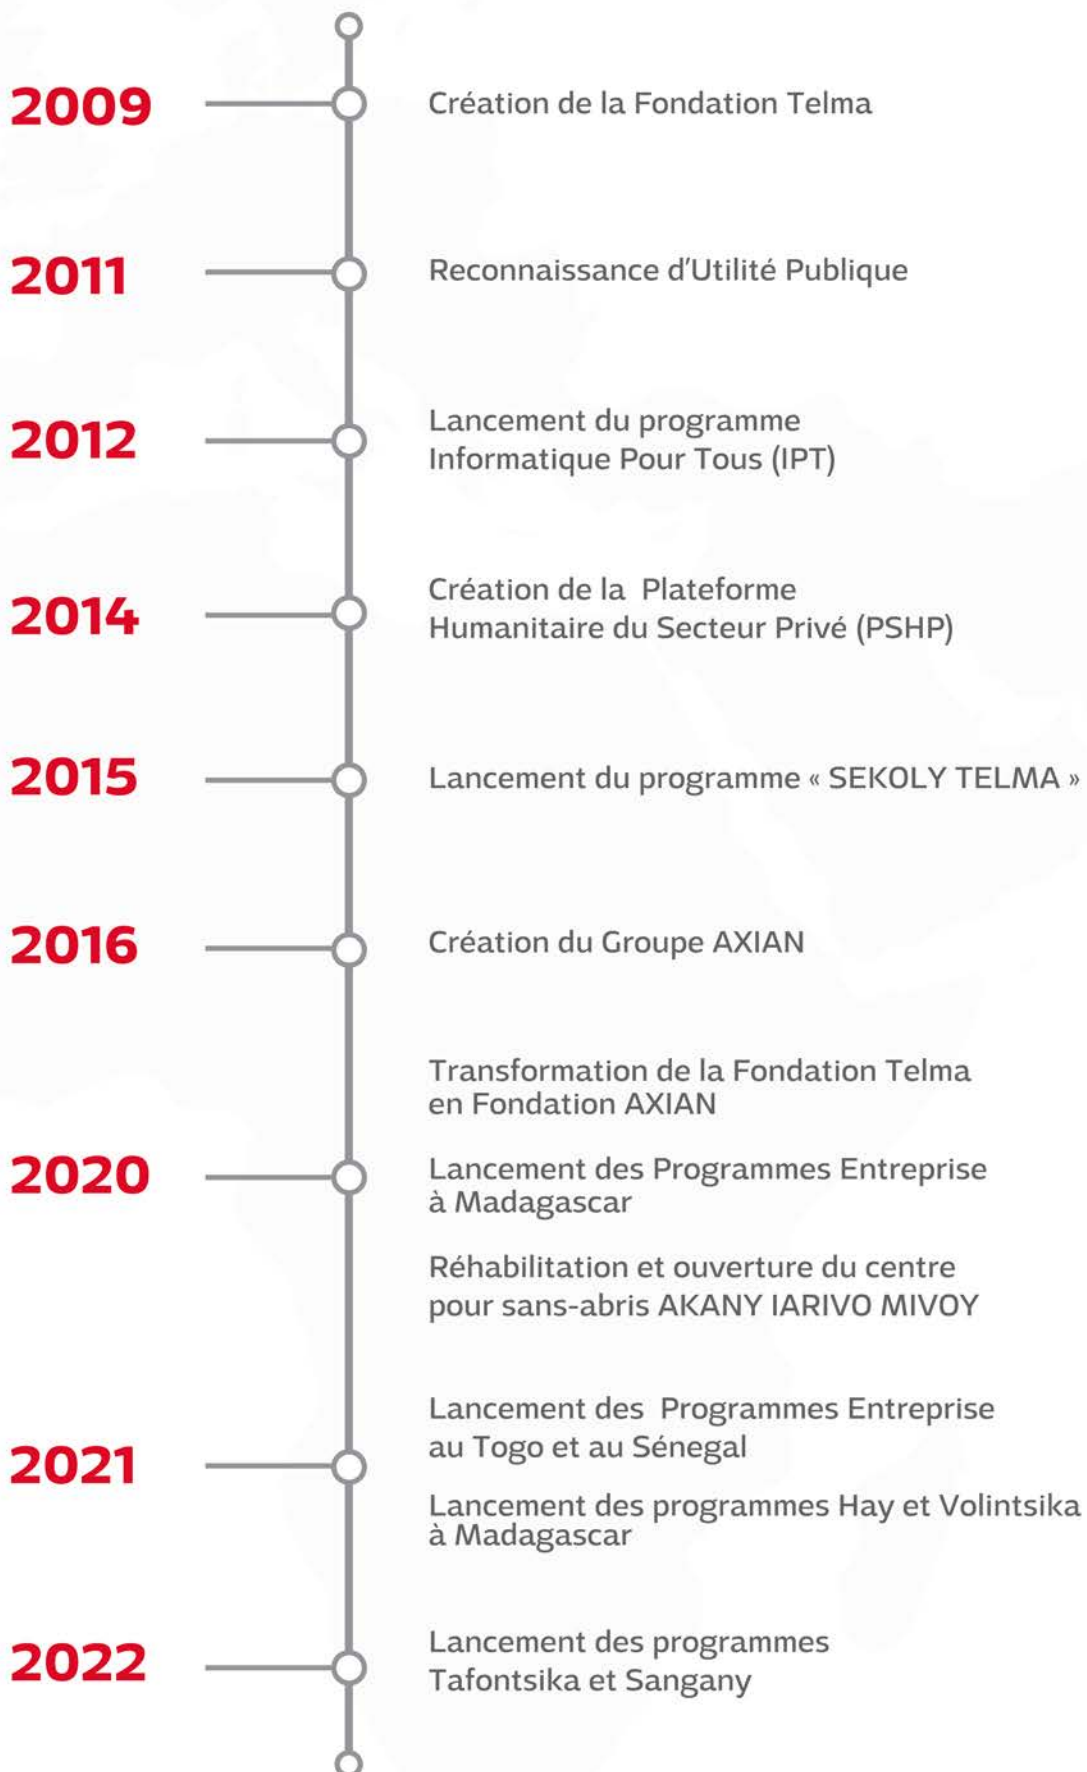 2009
Création de la Fondation Telma
2011
Reconnaissance d'Utilité Publique
2012
Lancement du programme
Informatique Pour Tous (IPT)
2014
Création de la  Plateforme
Humanitaire du Secteur Privé (PSHP)
2015
Lancement du programme « SEKOLY TELMA »
2016
Création du Groupe AXIAN
2020
Transformation de la Fondation Telma
en Fondation AXIAN
Lancement des Programmes Entreprise
à Madagascar
Réhabilitation et ouverture du centre
pour sans-abris AKANY IARIVO MIVOY
2021
Lancement des  Programmes Entreprise
au Togo et au Sénegal
Lancement des programmes Hay et Volintsika
à Madagascar
2022
Lancement des programmes
Tafontsika et Sangany